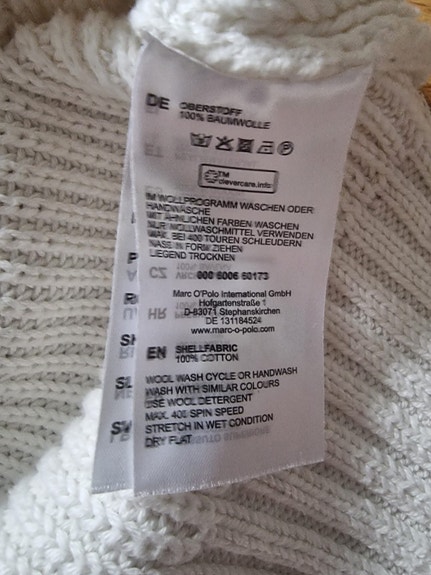 DE OBERSTOFF
100% BAUMWOLLE
TM
clevercare.info
IM WOLLPROGRAMM WASCHEN ODER
HANDWÄSCHE
MIT ÄHNLICHEN FARBEN WASCHEN
NUR WOLLWASCHMITTEL VERWENDEN
MAX. BEI 400 TOUREN SCHLEUDERN
NASS IN FORM ZIEHEN
LIEGEND TROCKNEN
CZ
000 6006 60173
Marc O'Polo International GmbH
Hofgartenstraße 1
D-83071 Stephanskirchen
DE 131184524
www.marc-o-polo.com
HR
EN SHELLFABRIC
100% COTTON
WOOL WASH CYCLE OR HANDWASH
WASH WITH SIMILAR COLOURS
USE WOOL DETERGENT
MAX. 400 SPIN SPEED
STRETCH IN WET CONDITION
DRY FLAT